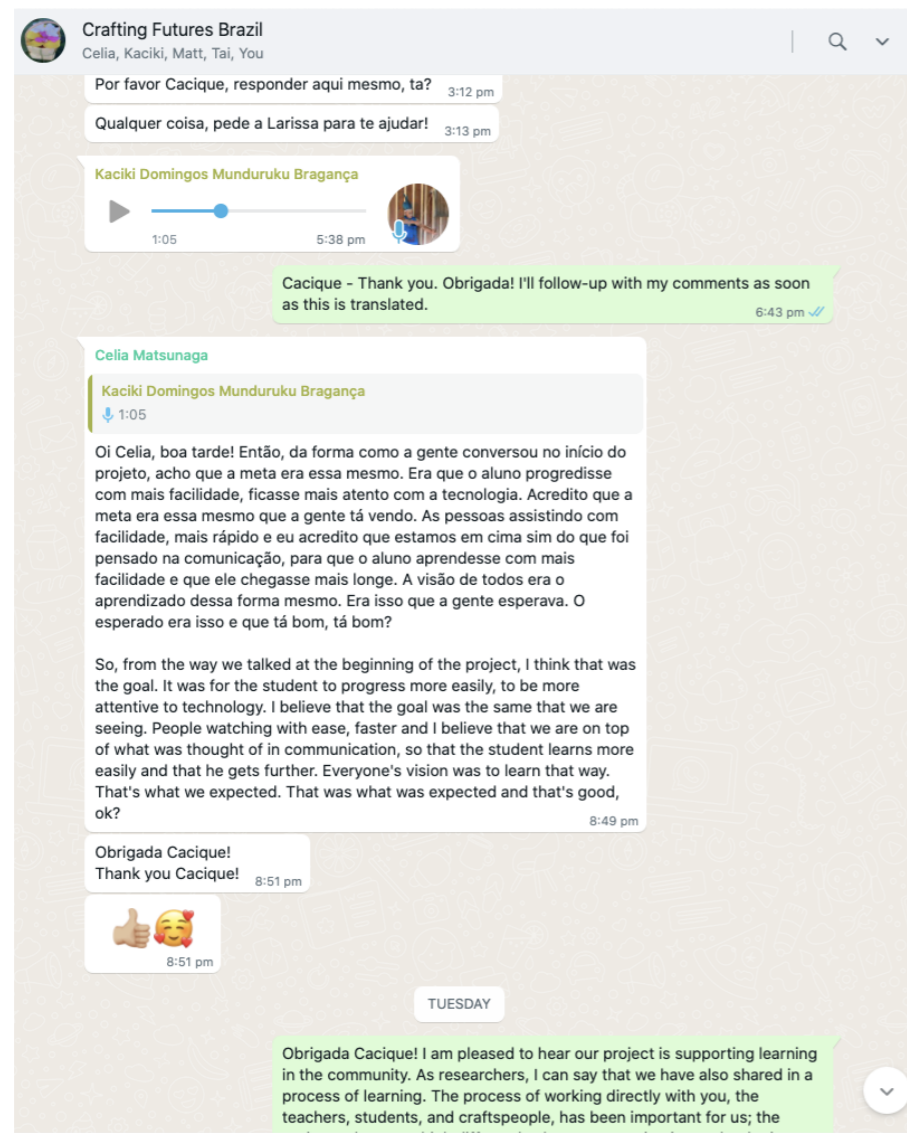 Crafting Futures Brazil
Celia, Kaciki, Matt, Tai, You
Por favor Cacique, responder aqui mesmo, ta?
3:12 pm
Qualquer coisa, pede a Larissa para te ajudar!
3:13 pm
Kaciki Domingos Munduruku Bragança
1:05
5:38 pm
Cacique - Thank you. Obrigada! I'll follow-up with my comments as soon
as this is translated.
6:43 pm
Celia Matsunaga
Kaciki Domingos Munduruku Bragança
1:05
Oi Celia, boa tarde! Então, da forma como a gente conversou no início do
projeto, acho que a meta era essa mesmo. Era que o aluno progredisse
com mais facilidade, ficasse mais atento com a tecnologia. Acredito que a
meta era essa mesmo que a gente tá vendo. As pessoas assistindo com
facilidade, mais rápido e eu acredito que estamos em cima sim do que foi
pensado na comunicação, para que o aluno aprendesse com mais
facilidade e que ele chegasse mais longe. A visão de todos era o
aprendizado dessa forma mesmo. Era isso que a gente esperava. O
esperado era isso e que tá bom, tá bom?
So, from the way we talked at the beginning of the project, I think that was
the goal. It was for the student to progress more easily, to be more
attentive to technology. I believe that the goal was the same that we are
seeing. People watching with ease, faster and I believe that we are on top
of what was thought of in communication, so that the student learns more
easily and that he gets further. Everyone's vision was to learn that way.
That's what we expected. That was what was expected and that's good,
ok?
8:49 pm
Obrigada Cacique!
Thank you Cacique!
8:51 pm
8:51 pm
TUESDAY
Obrigada Cacique! I am pleased to hear our project is supporting learning
in the community. As researchers, I can say that we have also shared in a
process of learning. The process of working directly with you, the
teachers, students, and craftspeople, has been important for us; the